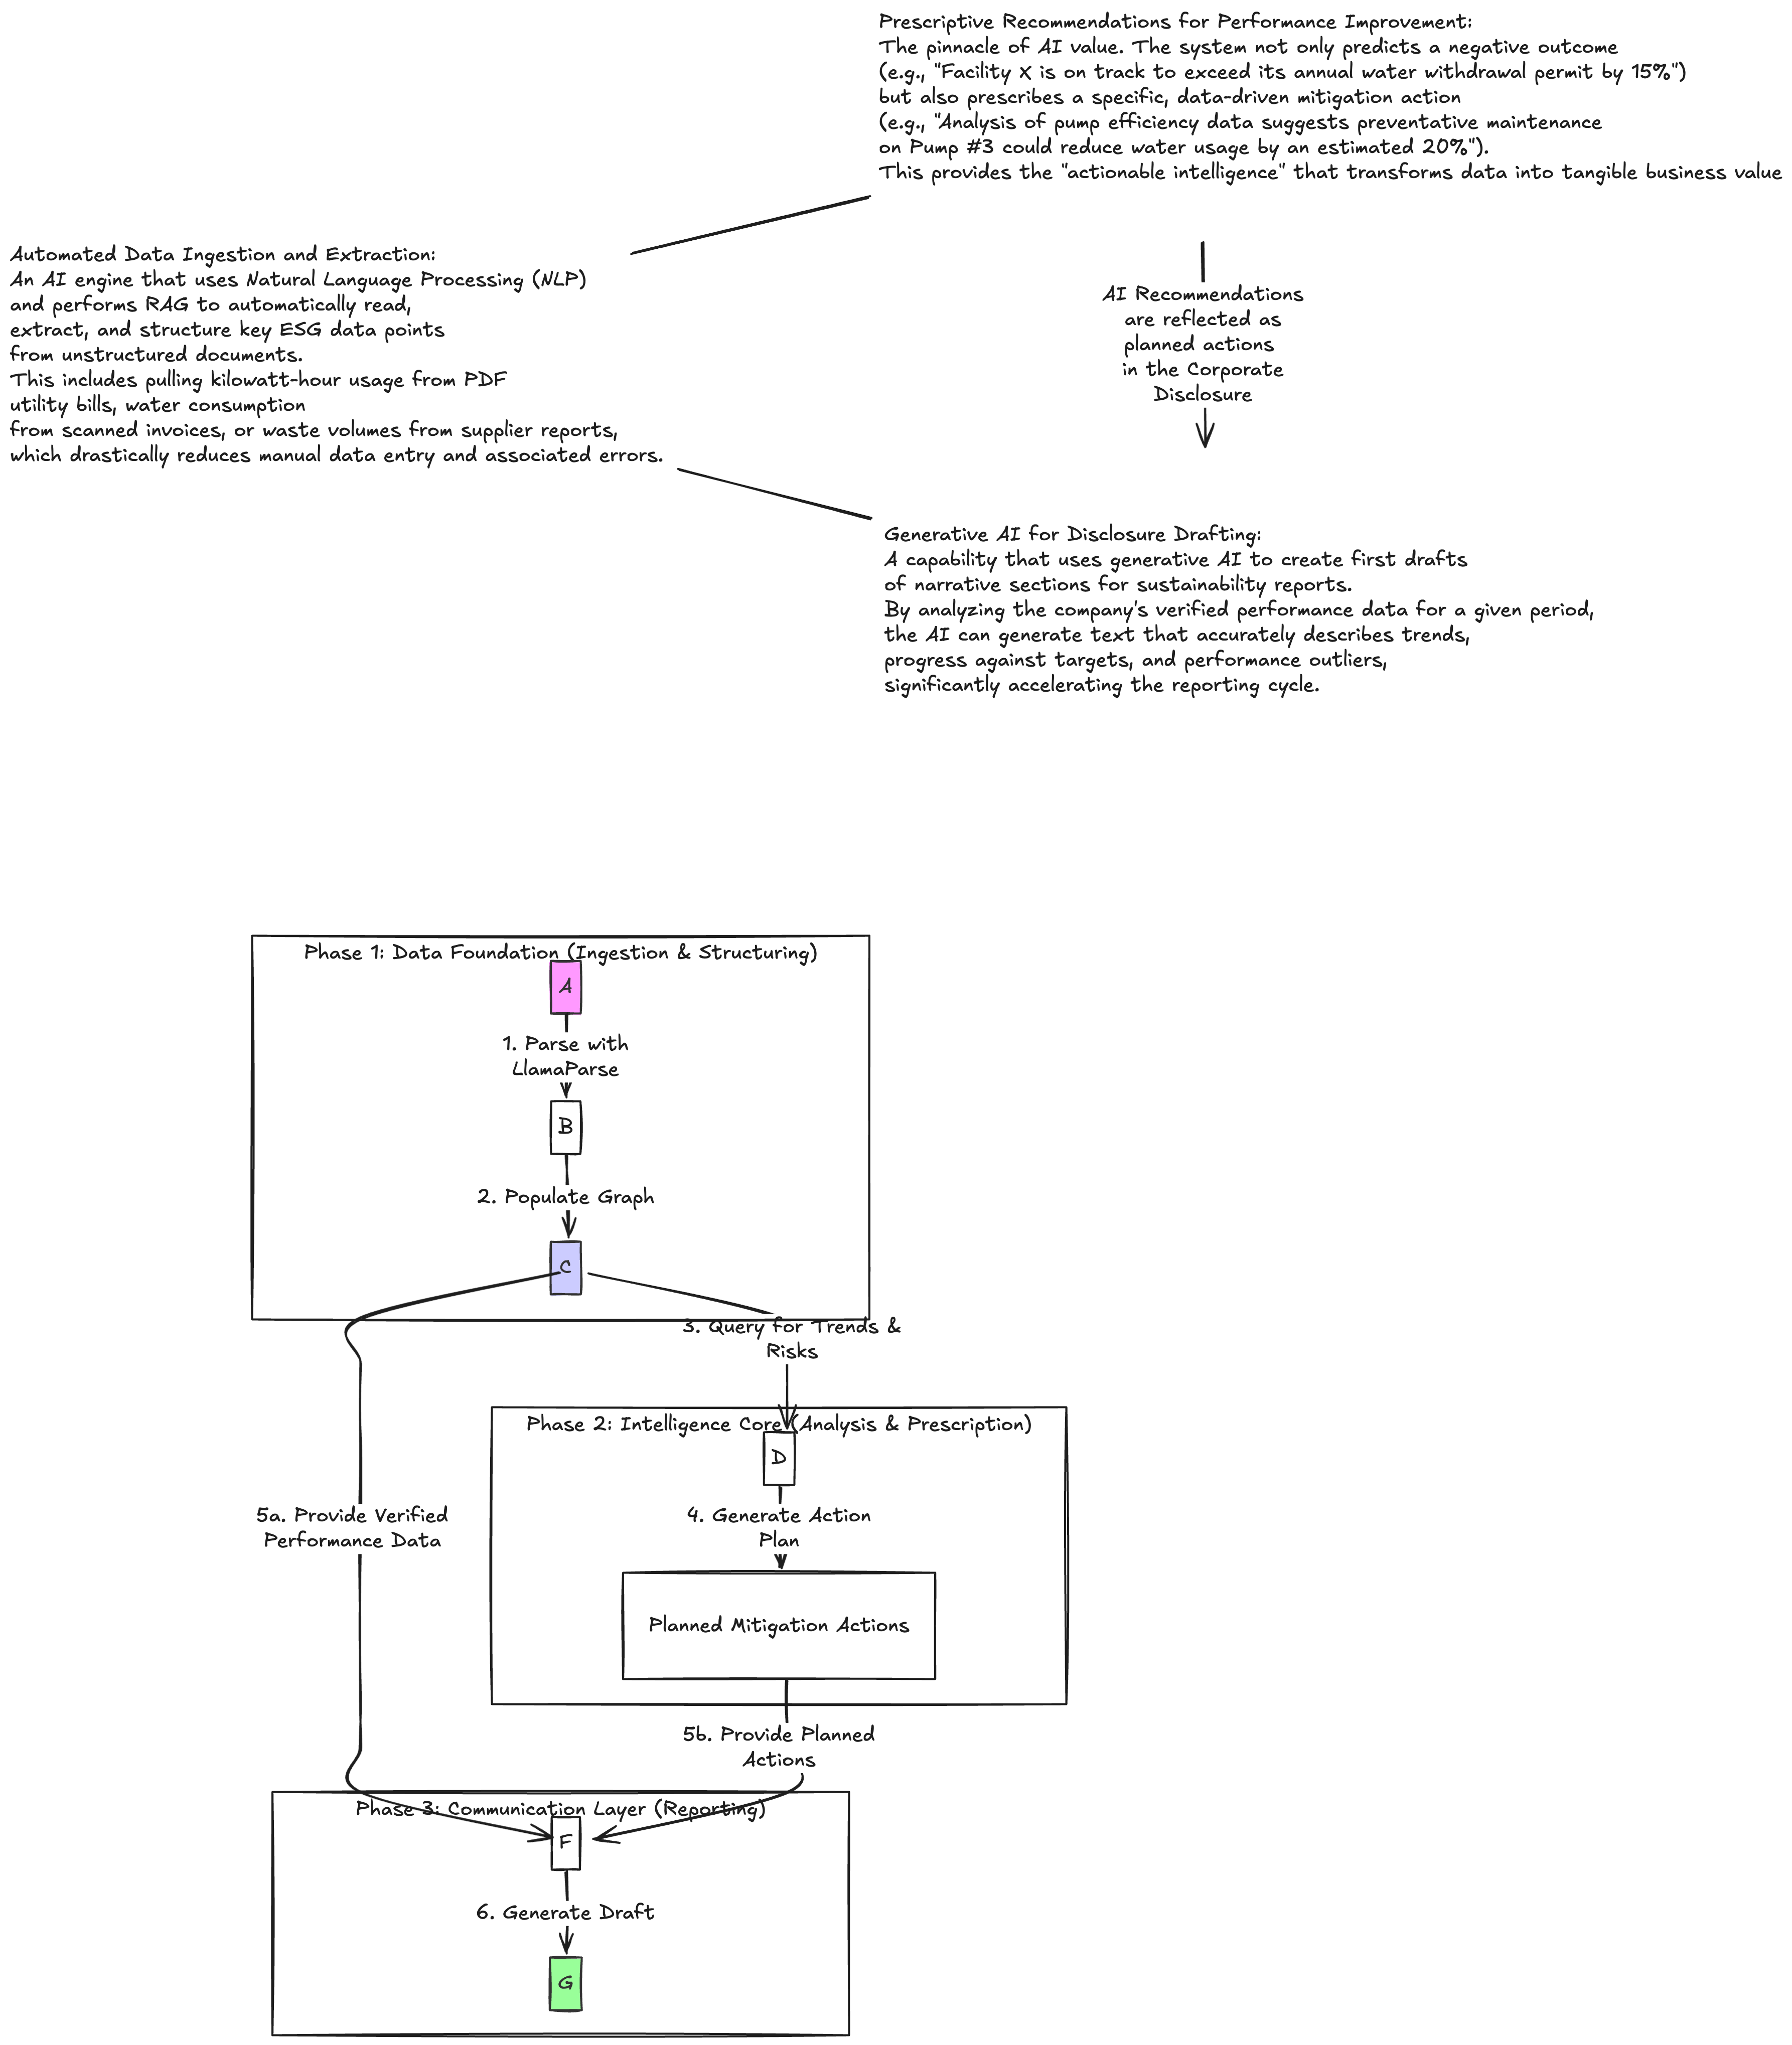 Prescriptive Recommendations for Performance Improvement:
The pinnacle of AI value. The system not only predicts a negative outcome
(e.g., "Facility X is on track to exceed its annual water withdrawal permit by 15%")
but also prescribes a specific, data-driven mitigation action
(e.g., "Analysis of pump efficiency data suggests preventative maintenance
on Pump #3 could reduce water usage by an estimated 20%").
This provides the "actionable intelligence" that transforms data into tangible business value
Automated Data Ingestion and Extraction:
An AI engine that uses Natural Language Processing (NLP)
and performs RAG to automatically read,
extract, and structure key ESG data points
from unstructured documents.
This includes pulling kilowatt-hour usage from PDF
utility bills, water consumption
from scanned invoices, or waste volumes from supplier reports,
which drastically reduces manual data entry and associated errors.
AI Recommendations
are reflected as
planned actions
in the Corporate
Disclosure
Generative AI for Disclosure Drafting:
A capability that uses generative AI to create first drafts
of narrative sections for sustainability reports.
By analyzing the company's verified performance data for a given period,
the AI can generate text that accurately describes trends,
progress against targets, and performance outliers,
significantly accelerating the reporting cycle.
Phase 1: Data Foundation (Ingestion & Structuring)
A
1. Parse with
LlamaParse
B
2. Populate Graph
C
3. Query for Trends &
Risks
Phase 2: Intelligence Core (Analysis & Prescription)
D
4. Generate Action
Plan
Planned Mitigation Actions
5a. Provide Verified
Performance Data
5b. Provide Planned
Actions
Phase 3: Communication Layer (Reporting)
F
6. Generate Draft
G